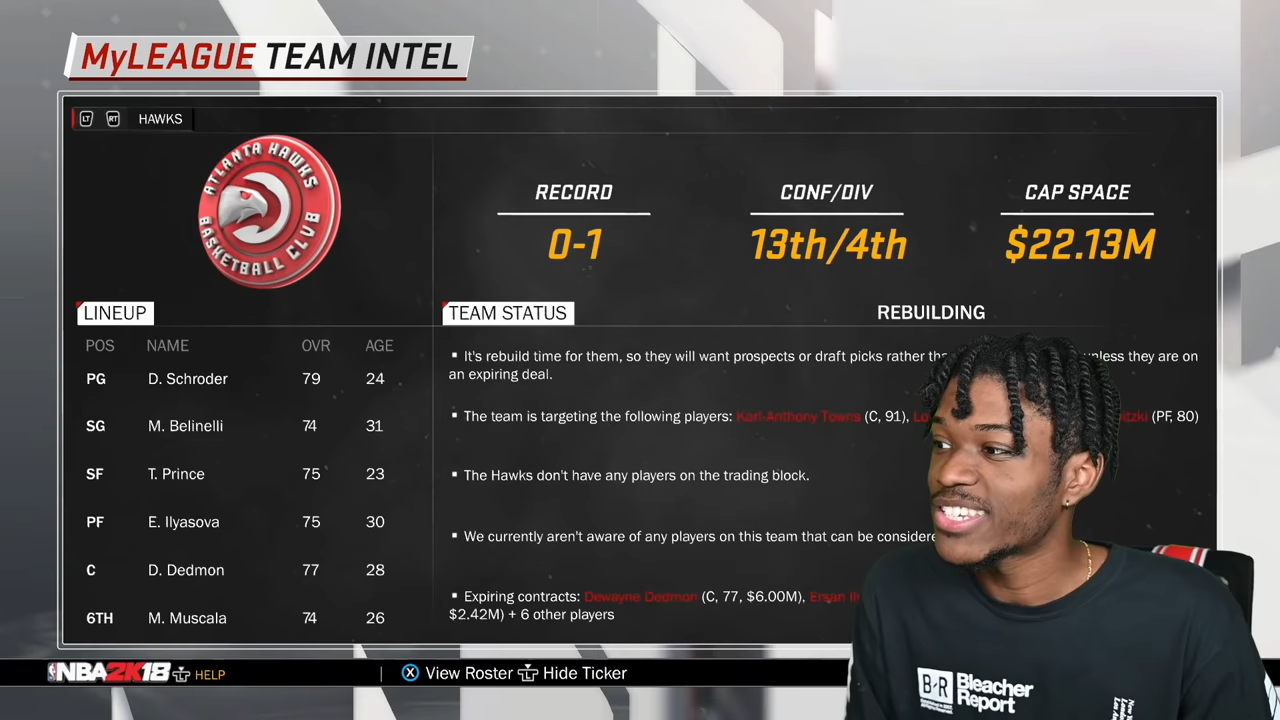 MyLEAGUE TEAM INTEL
LT RT HAWKS
ATLANTA HAWKS
BASKETBALL CLUB
RECORD CONF/DIV CAP SPACE
0-1 13th/4th $22.13M
LINEUP
POS NAME OVR AGE
PG D. Schroder 79 24
SG M. Belinelli 74 31
SF T. Prince 75 23
PF E. Ilyasova 75 30
C D. Dedmon 77 28
6TH M. Muscala 74 26
TEAM STATUS REBUILDING
▪ It's rebuild time for them, so they will want prospects or draft picks rather unless they are on
an expiring deal.
▪ The team is targeting the following players: Karl-Anthony Towns (C, 91), (PF, 80)
▪ The Hawks don't have any players on the trading block.
▪ We currently aren't aware of any players on this team that can be
▪ Expiring contracts: Dewayne Dedmon (C, 77, $6.00M), Ersan
$2.42M) + 6 other players
NBA2K18 HELP X View Roster Hide Ticker
B/R Bleacher
Report